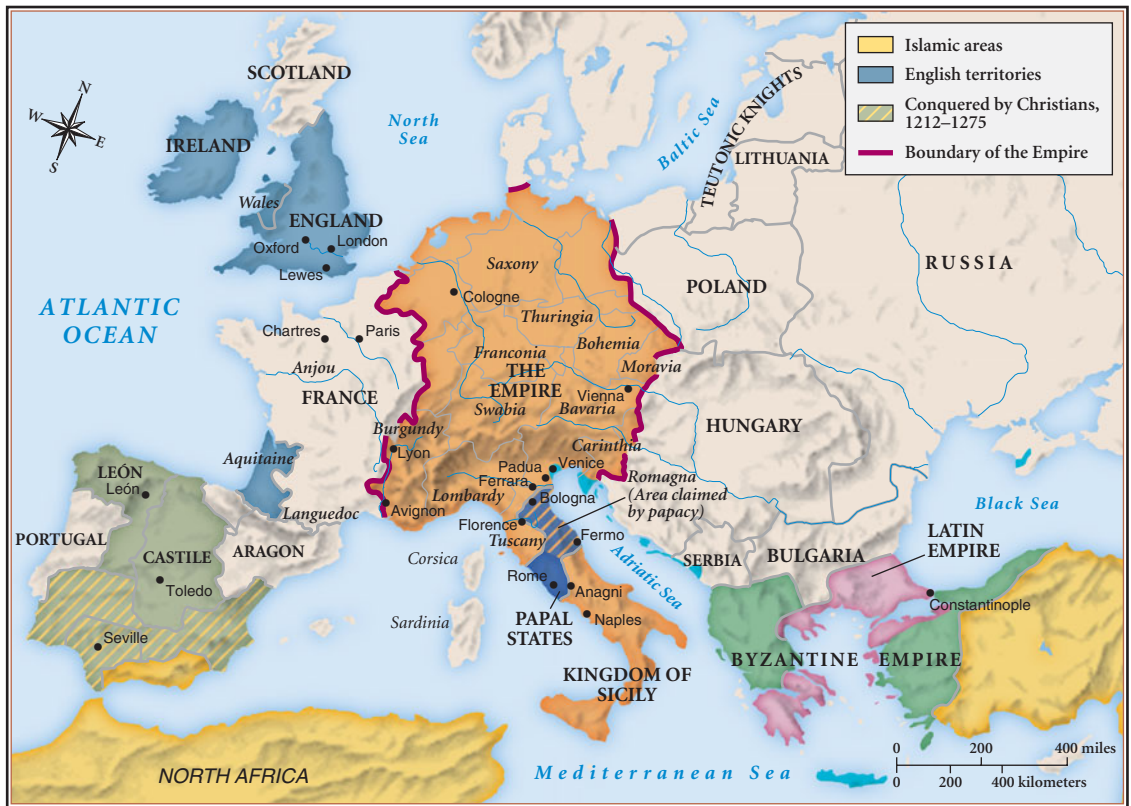 Islamic areas
English territories
Conquered by Christians,
1212–1275
Boundary of the Empire
N
W
E
S
SCOTLAND
IRELAND
North
Sea
Baltic Sea
TEUTONIC KNIGHTS
LITHUANIA
Wales
ENGLAND
Oxford
London
Lewes
RUSSIA
Saxony
POLAND
Cologne
ATLANTIC
OCEAN
Thuringia
Chartres
Paris
Bohemia
Franconia
Anjou
THE
EMPIRE
Moravia
FRANCE
Vienna
Swabia
Bavaria
HUNGARY
Burgundy
Lyon
Carinthia
Aquitaine
LEÓN
León
Padua
Venice
Ferrara
Romagna
(Area claimed
by papacy)
Lombardy
Bologna
Black Sea
Languedoc
Avignon
Florence
Tuscany
Fermo
PORTUGAL
CASTILE
ARAGON
Corsica
Adriatic Sea
SERBIA
BULGARIA
LATIN
EMPIRE
Toledo
Rome
Anagni
Constantinople
Sardinia
PAPAL
STATES
Naples
Seville
BYZANTINE EMPIRE
KINGDOM OF
SICILY
NORTH AFRICA
Mediterranean Sea
0 200 400 miles
0 200 400 kilometers